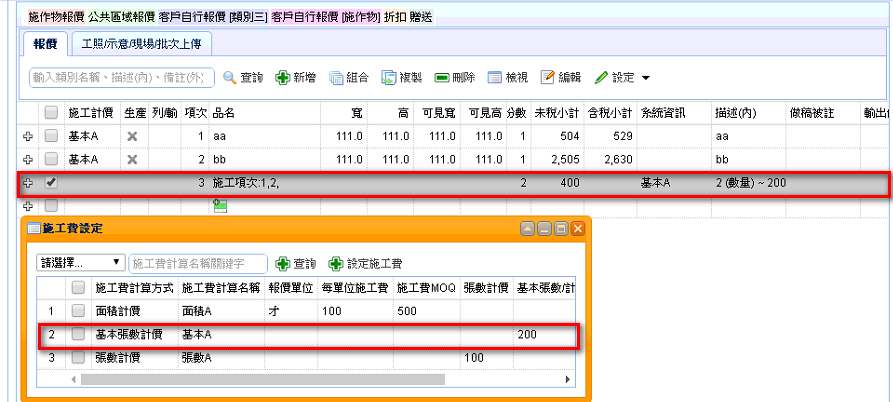 施作物報價 公共區域報價 客戶自行報價 [類別三] 客戶自行報價 [施作物] 折扣 贈送
報價 工照/示意/現場/批次上傳
輸入類別名稱、描述(內)、備註(外) 查詢 新增 組合 複製 刪除 檢視 編輯 設定
施工計價 生產 列/輸 項次 品名 寬 高 可見寬 可見高 分數 未稅小計 含稅小計 系統資訊 描述(內) 做稿被註
基本A 1 aa 111.0 111.0 111.0 111.0 1 504 529 aa
基本A 2 bb 111.0 111.0 111.0 111.0 1 2,505 2,630 bb
3 施工項次:1,2, 2 400 基本A 2 (數量) ~ 200
施工費設定
請選擇... 施工費計算名稱關鍵字 查詢 設定施工費
施工費計算方式 施工費計算名稱 報價單位 每單位施工費 施工費MOQ 張數計價 基本張數/計
1 面積計價 面積A 才 100 500
2 基本張數計價 基本A 200
3 張數計價 張數A 100